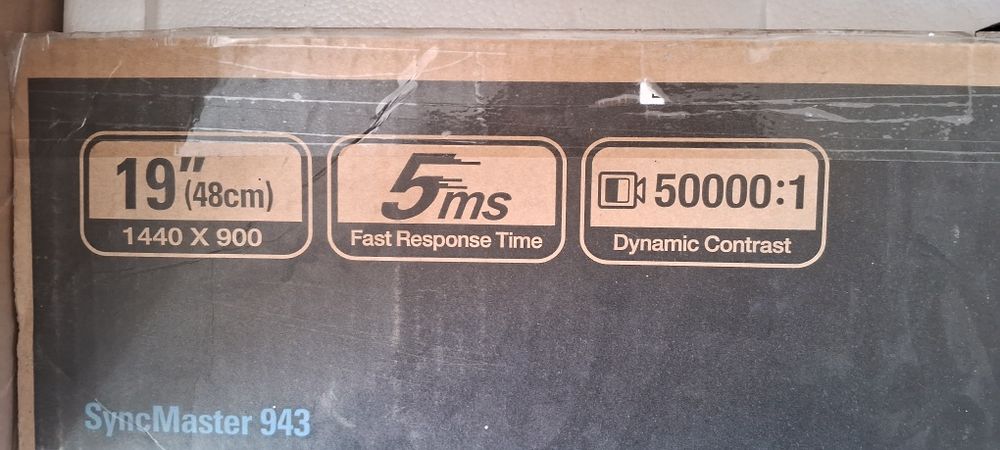 19" (48cm)
1440 X 900
5ms
Fast Response Time
50000:1
Dynamic Contrast
SyncMaster 943